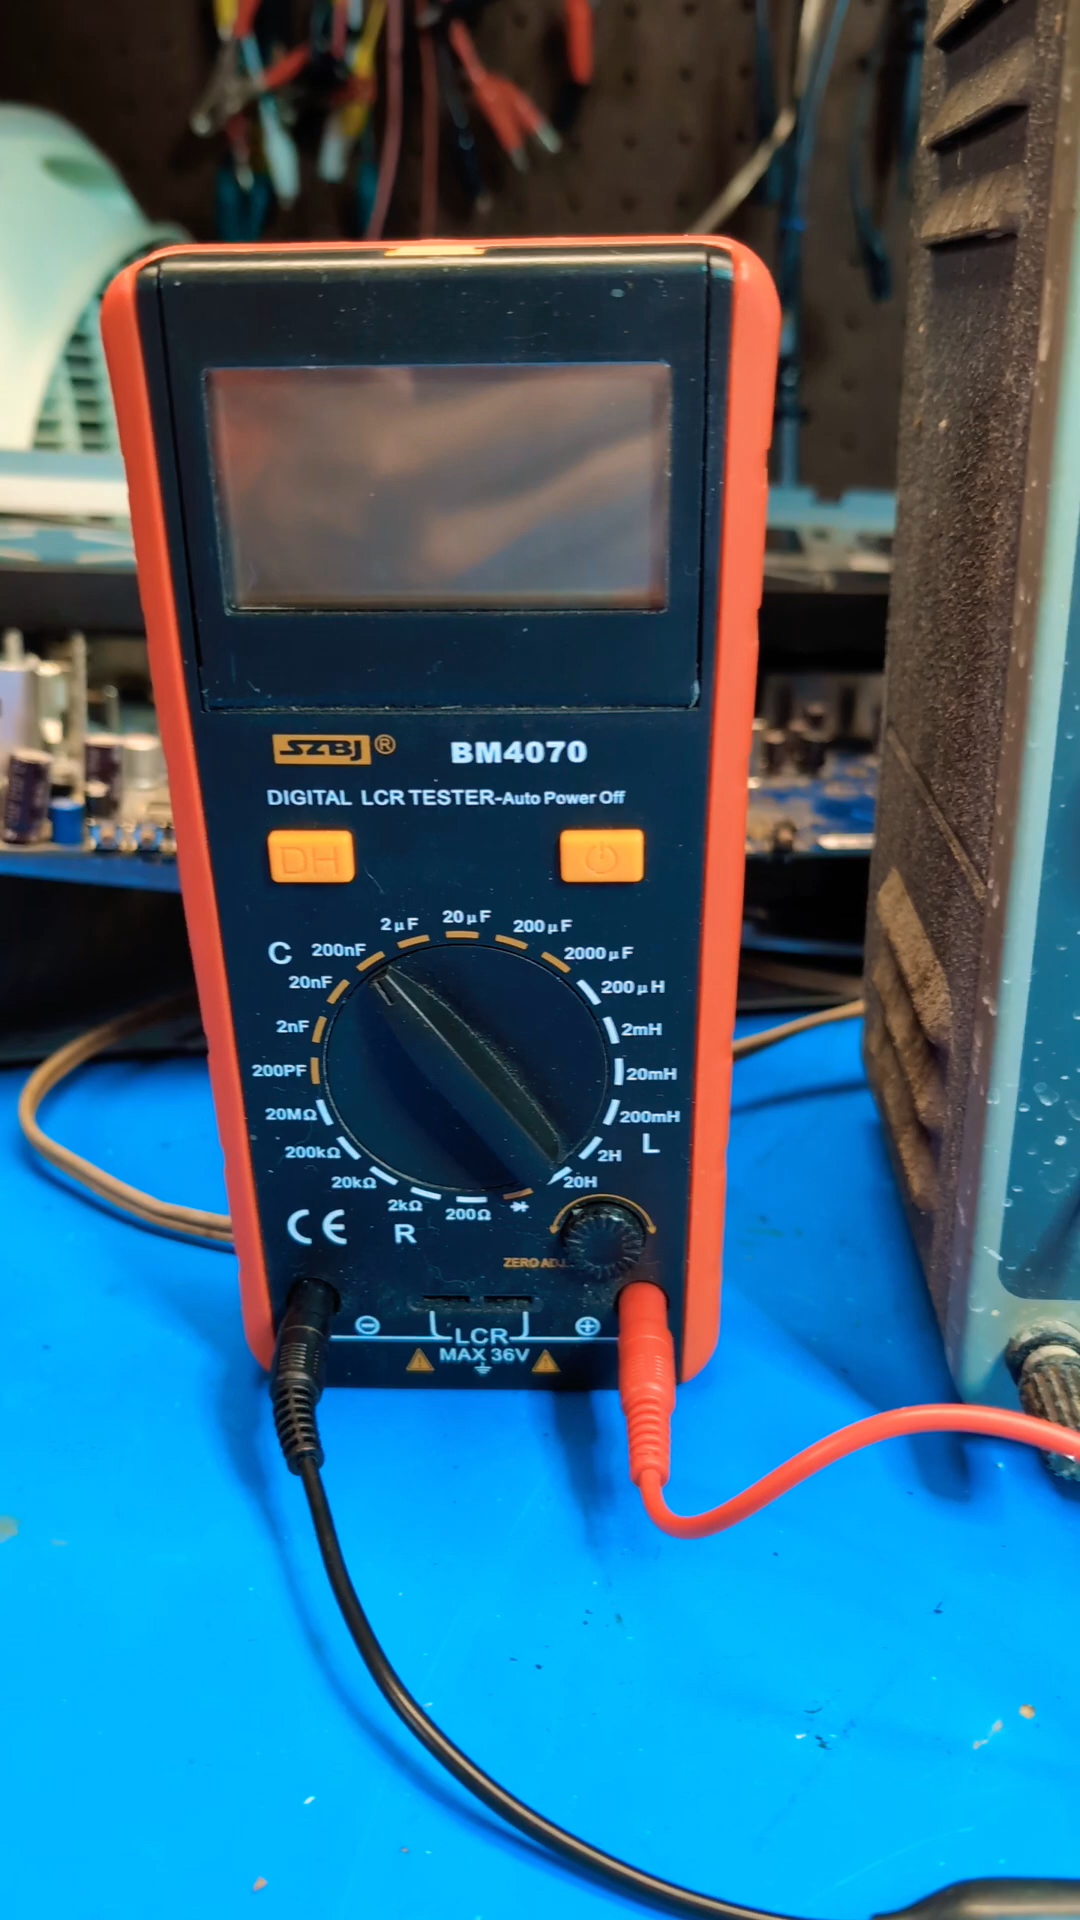 SZBJ ®
BM4070
DIGITAL LCR TESTER-Auto Power Off
DH
C
200PF
2nF
20nF
200nF
2μF
20μF
200μF
2000μF
200μH
2mH
20mH
200mH
L
2H
20H
20MΩ
200kΩ
20kΩ
2kΩ
200Ω
R
CE
ZERO ADJ
LCR
MAX 36V